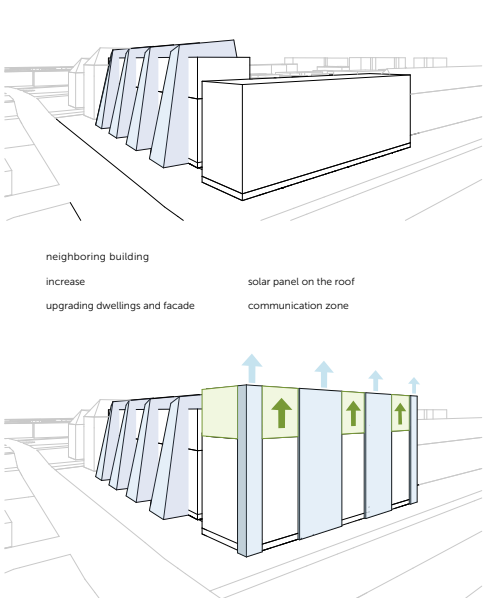 neighboring building
increase
solar panel on the roof
upgrading dwellings and facade
communication zone